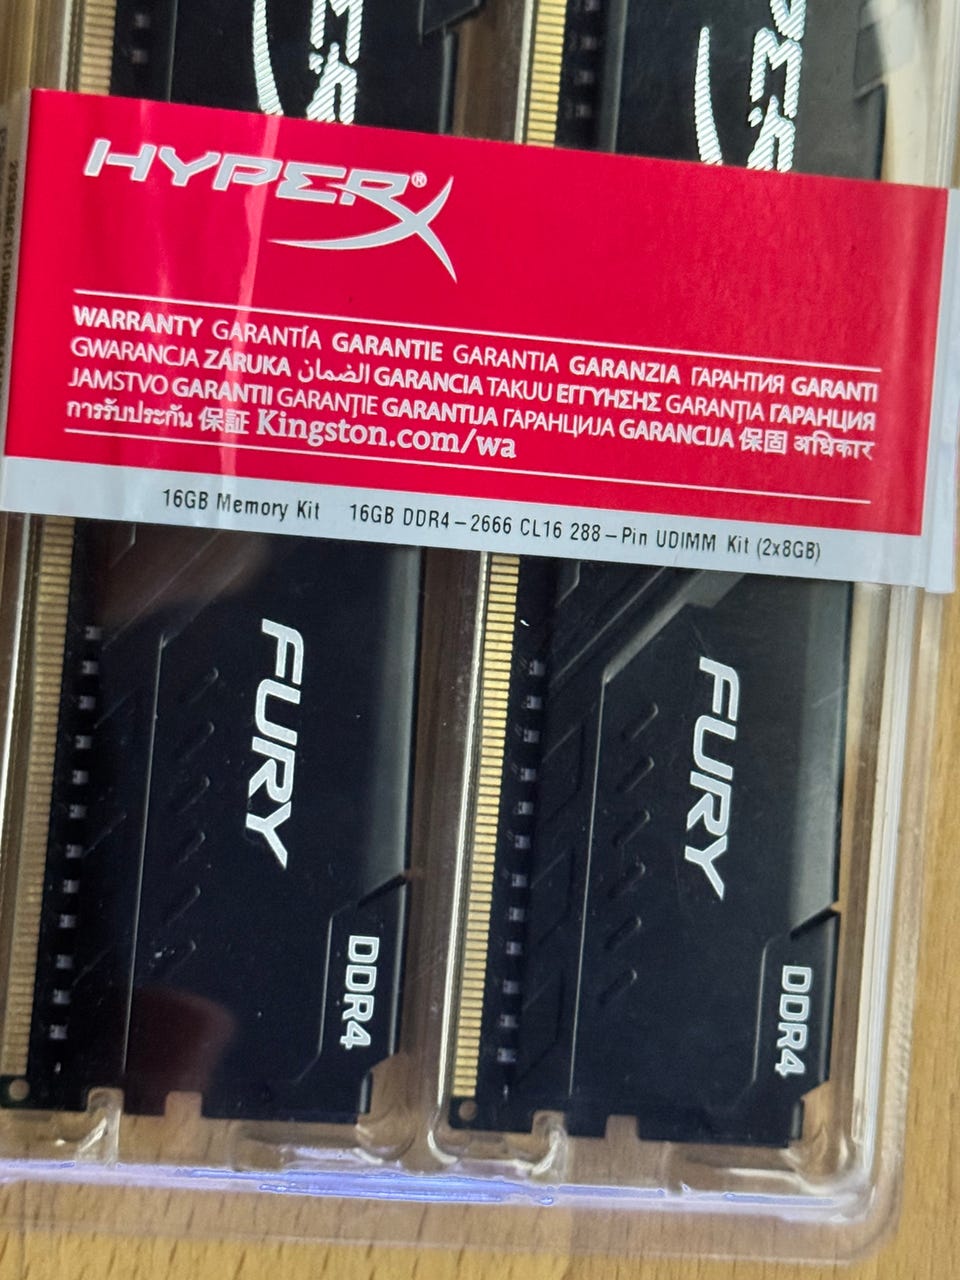 HYPERX®
WARRANTY GARANTÍA GARANTIE GARANTIA GARANZIA ГАРАНТИЯ GARANTI
GWARANCJA ZÁRUKA الضمان GARANCIA TAKUU ΕΓΓΥΗΣΗΣ GARANȚIA ГАРАНЦИЯ
JAMSTVO GARANTII GARANȚIE GARANTIJA ГАРАНЦИЈА GARANCIJA 保固 अधिकार
การรับประกัน 保証 Kingston.com/wa
16GB Memory Kit 16GB DDR4-2666 CL16 288-Pin UDIMM Kit (2x8GB)
FURY
DDR4
FURY
DDR4